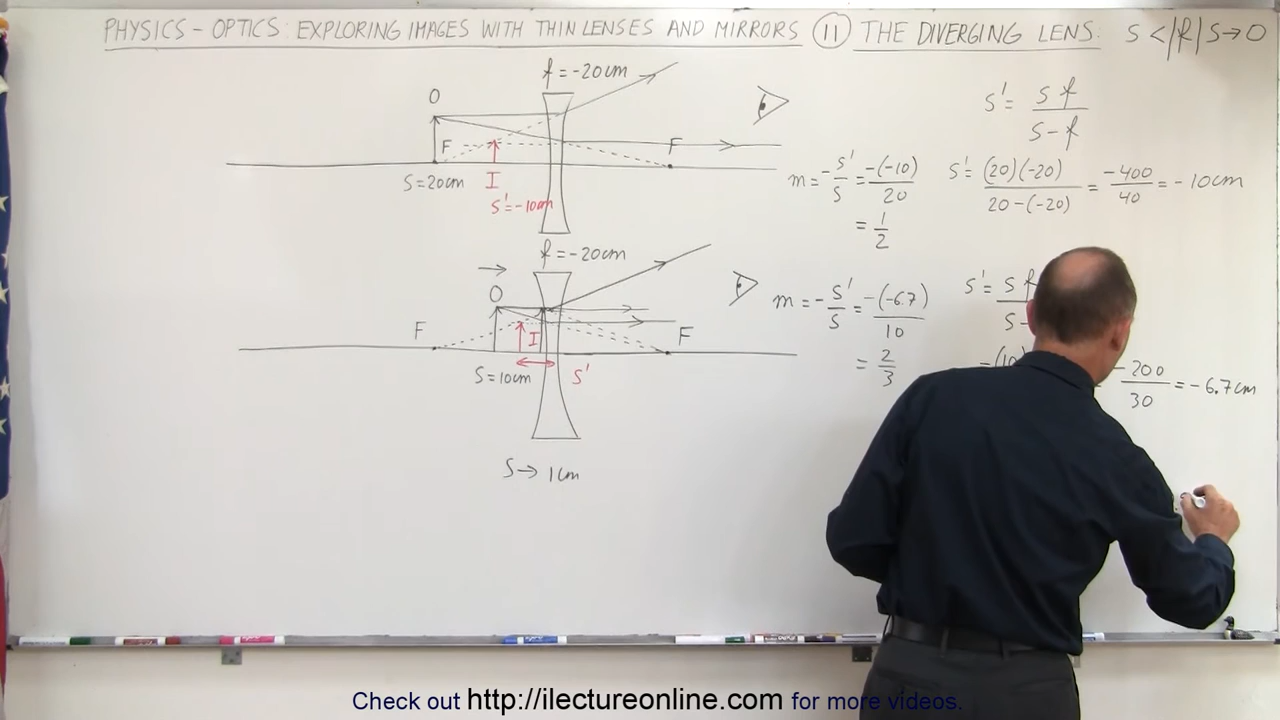 PHYSICS - OPTICS: EXPLORING IMAGES WITH THIN LENSES AND MIRRORS (11) THE DIVERGING LENS: S < |f| S → 0
f = -20cm
O
F
F
S = 20cm
I
S' = -10cm
S' = S f / S - f
m = -S'/S = -(-10)/20
= 1/2
S' = (20)(-20) / 20-(-20) = -400/40 = -10cm
f = -20cm
→
O
F
F
I
S = 10cm
S'
S → 1cm
m = -S'/S = -(-6.7)/10
= 2/3
S' = S f / S -
= (10
-200/30 = -6.7cm
Check out http://ilectureonline.com for more videos.